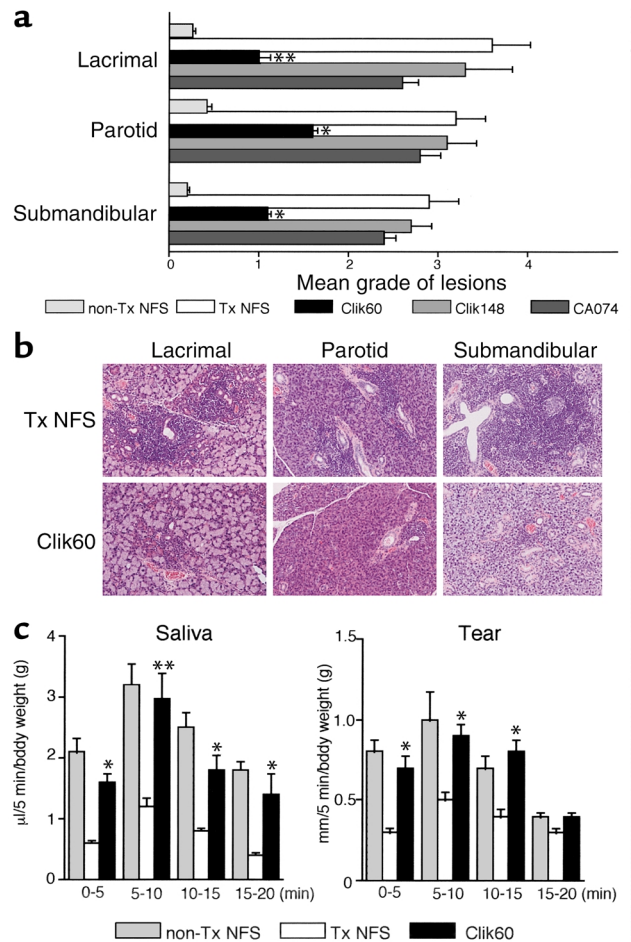 a
Lacrimal
**
Parotid
*
Submandibular
*
0 1 2 3 4
Mean grade of lesions
non-Tx NFS Tx NFS Clik60 Clik148 CA074
b
Lacrimal Parotid Submandibular
Tx NFS
Clik60
c
Saliva
µl/5 min/bddy weight (g)
4
3
2
1
0
* ** * *
0-5 5-10 10-15 15-20 (min)
Tear
mm/5 min/bddy weight (g)
1.5
1.0
0.5
0
* * *
0-5 5-10 10-15 15-20 (min)
non-Tx NFS Tx NFS Clik60